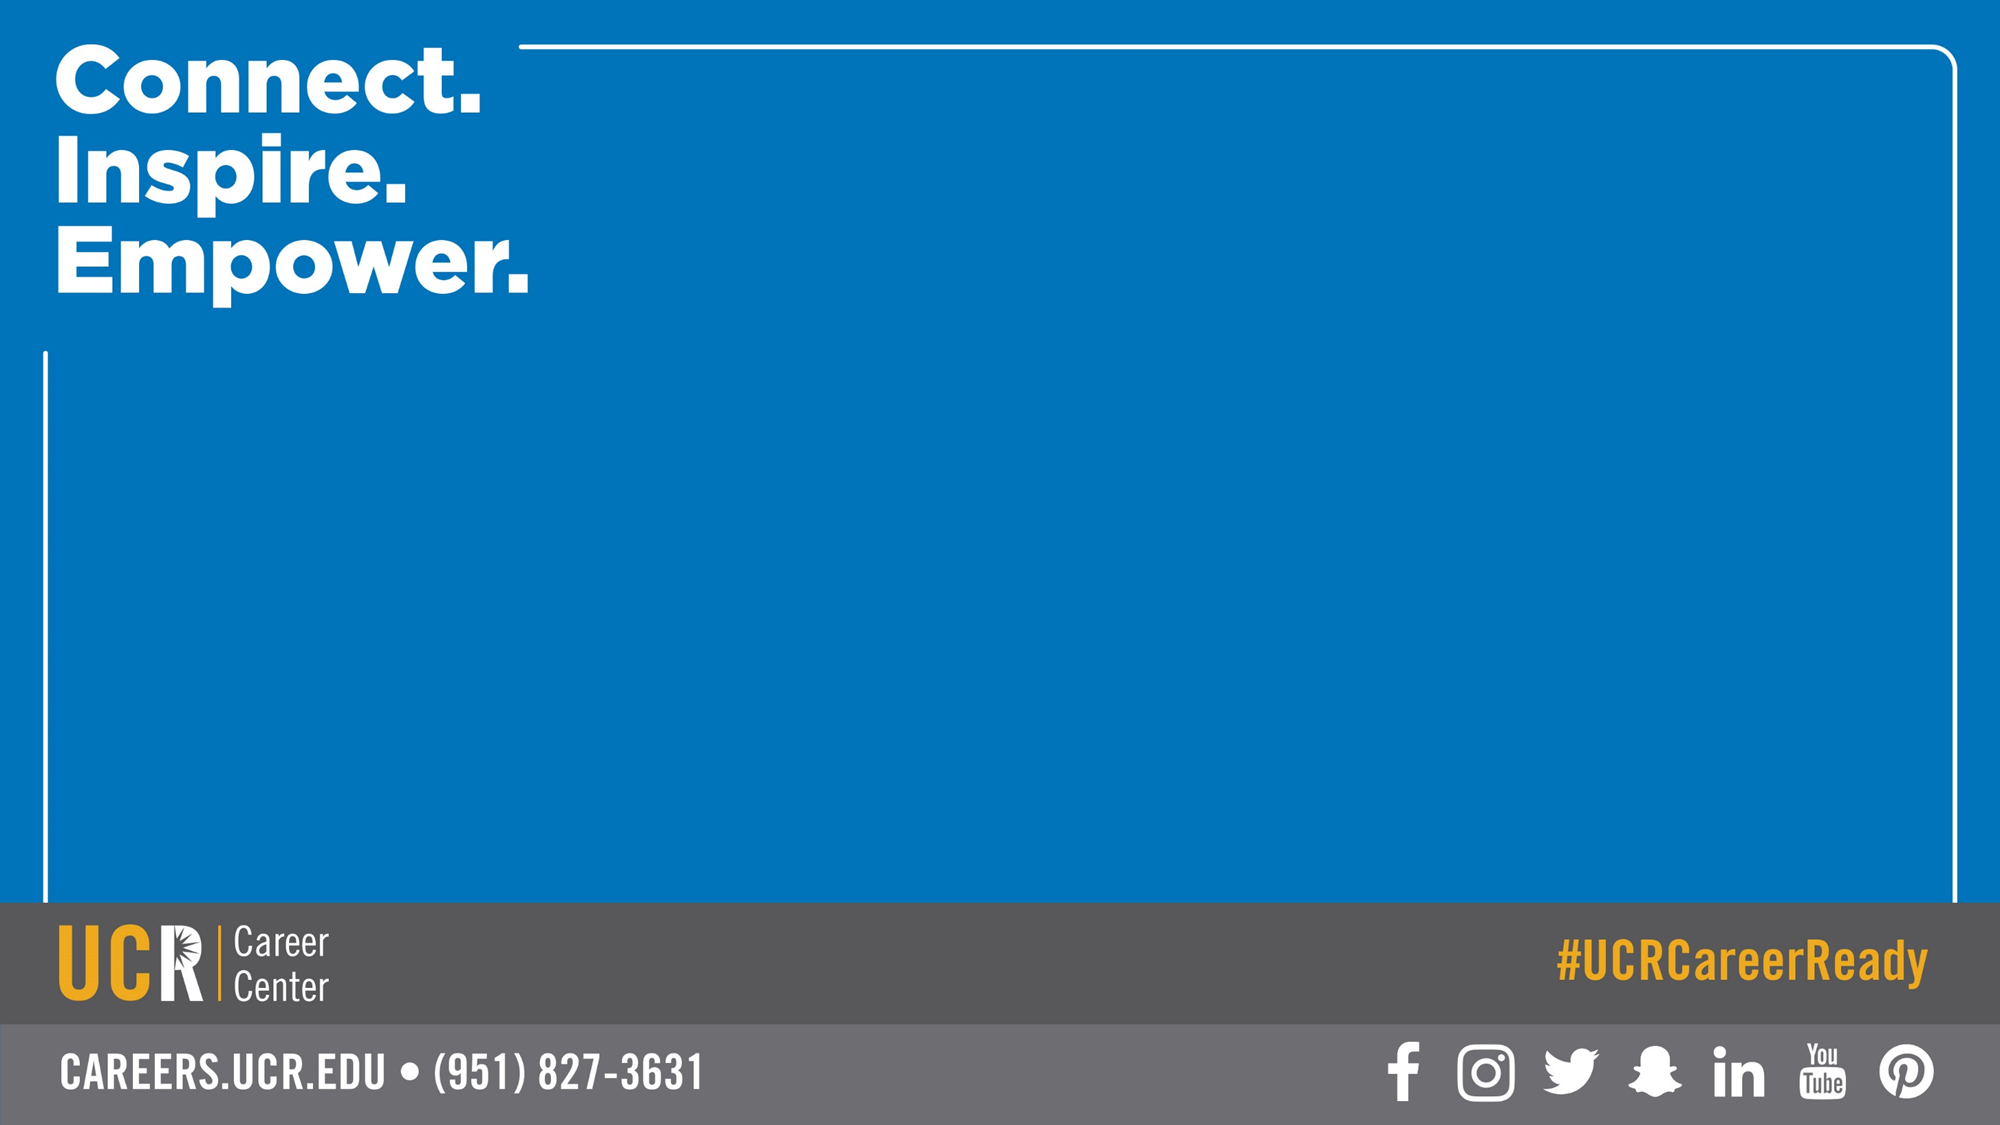 Connect.
Inspire.
Empower.
UCR Career
Center
#UCRCareerReady
CAREERS.UCR.EDU • (951) 827-3631
You
Tube